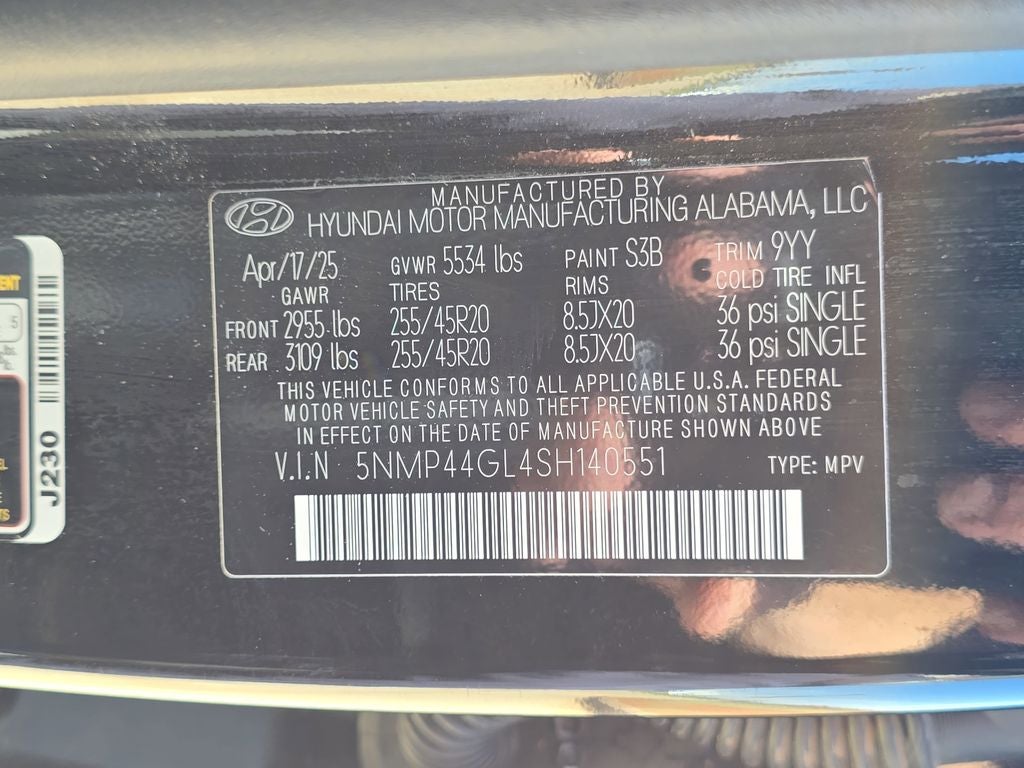 MANUFACTURED BY
HYUNDAI MOTOR MANUFACTURING ALABAMA, LLC
Apr/17/25 GVWR 5534 lbs PAINT S3B TRIM 9YY
GAWR TIRES RIMS COLD TIRE INFL
FRONT 2955 lbs 255/45R20 8.5JX20 36 psi SINGLE
REAR 3109 lbs 255/45R20 8.5JX20 36 psi SINGLE
THIS VEHICLE CONFORMS TO ALL APPLICABLE U.S.A. FEDERAL
MOTOR VEHICLE SAFETY AND THEFT PREVENTION STANDARDS
IN EFFECT ON THE DATE OF MANUFACTURE SHOWN ABOVE
V.I.N 5NMP44GL4SH140551 TYPE: MPV
J230
5